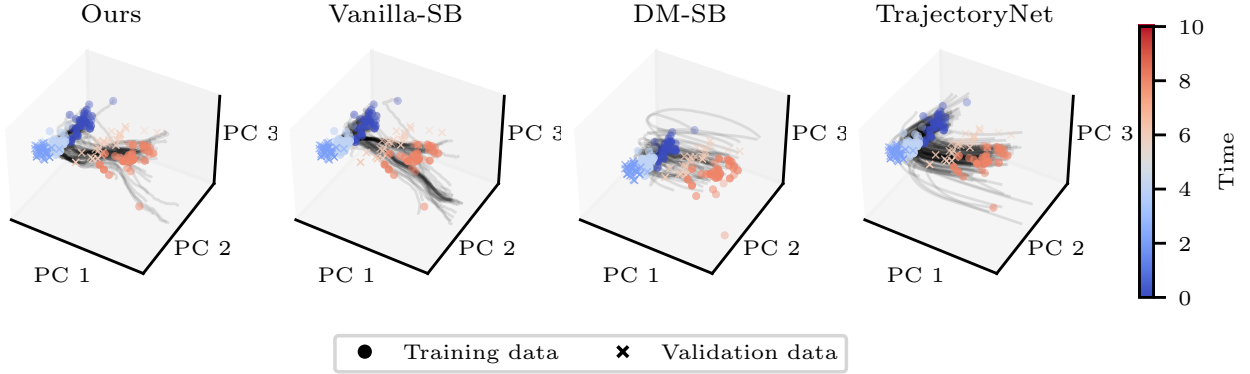 Ours
Vanilla-SB
DM-SB
TrajectoryNet
PC 1
PC 2
PC 3
PC 1
PC 2
PC 3
PC 1
PC 2
PC 3
PC 1
PC 2
PC 3
10
8
6
4
2
0
Time
Training data
Validation data